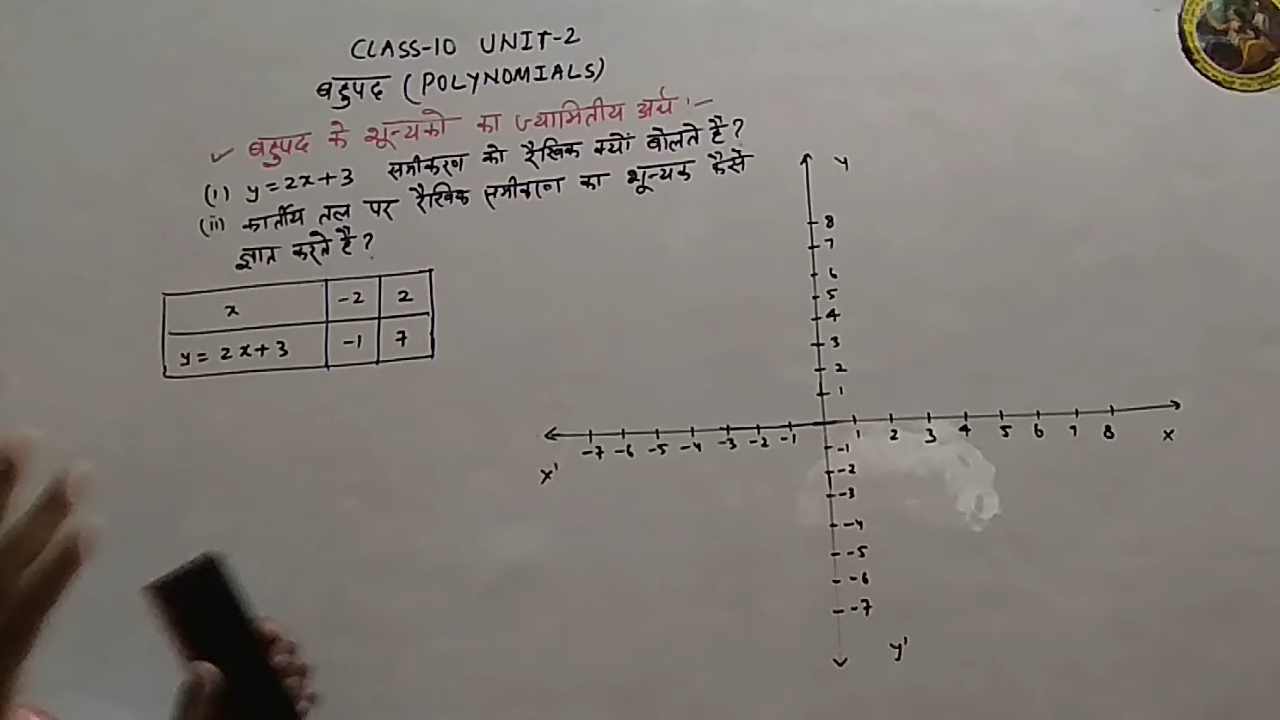 CLASS-10 UNIT-2
बहुपद (POLYNOMIALS)
✓ बहुपद के शून्यको का ज्यामितीय अर्थ :-
(i) y=2x+3 समीकरण को रैखिक क्यों बोलते है?
(ii) कार्तीय तल पर रैखिक समीकरण का शून्यक कैसे
ज्ञात करते है?
x -2 2
y= 2x+3 -1 7
y
8
7
6
5
4
3
2
1
-7 -6 -5 -4 -3 -2 -1 1 2 3 4 5 6 7 8
x' x
-1
-2
-3
-4
-5
-6
-7
y'